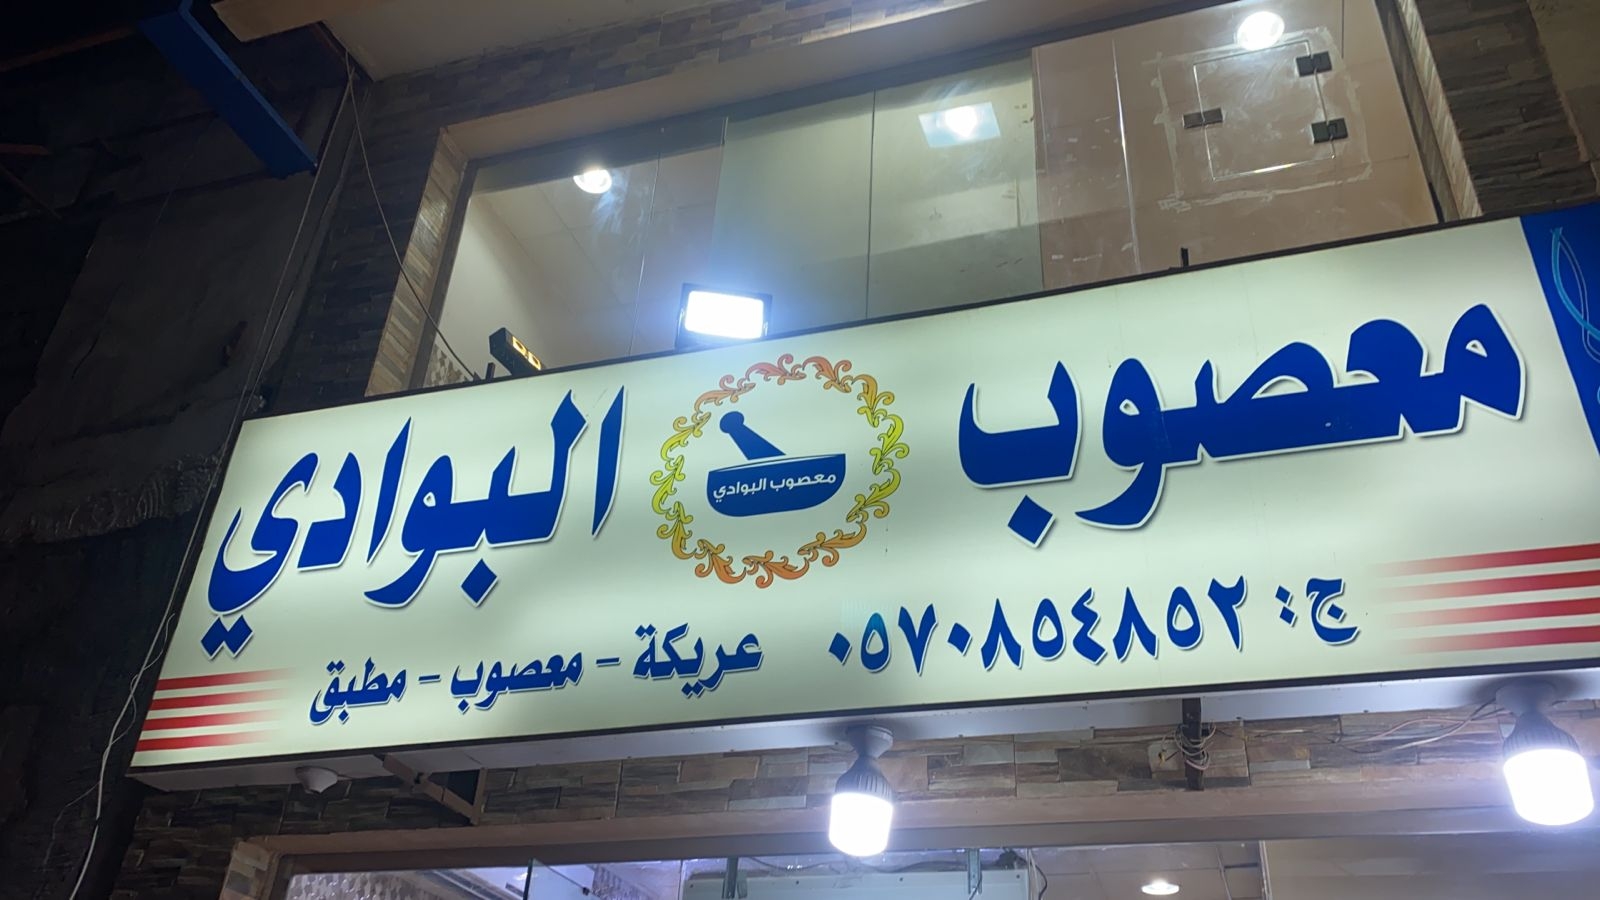 معصوب البوادي
معصوب البوادي
ج: ٠٥٧٠٨٥٤٨٥٢
عريكة - معصوب - مطبق